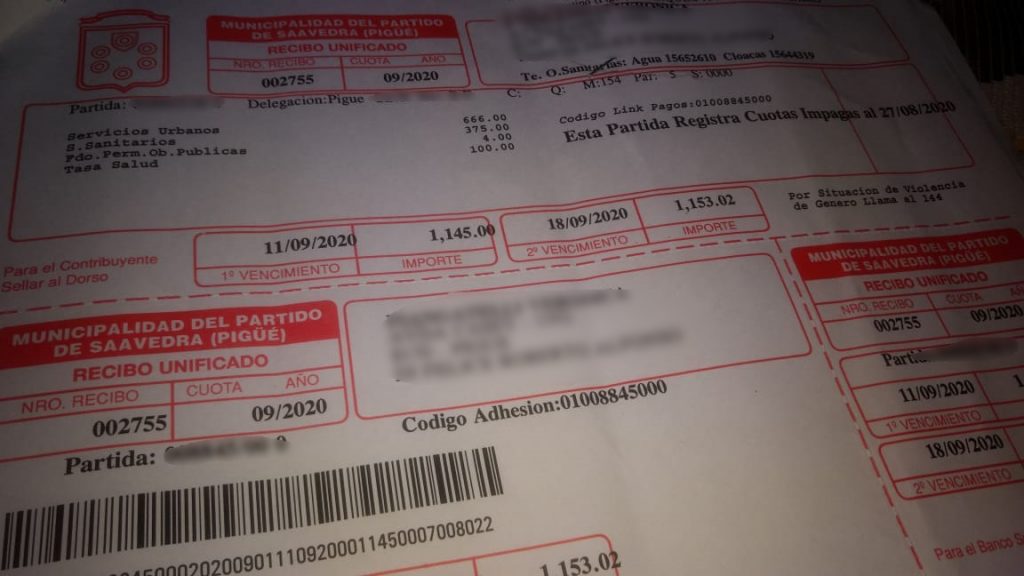 MUNICIPALIDAD DEL PARTIDO
DE SAAVEDRA (PIGÜÉ)
RECIBO UNIFICADO
NRO. RECIBO CUOTA AÑO
002755 09/2020
Te. O.Sanitarias: Agua 15652610 Cloacas 15644319
Partida: Delegacion:Pigue C: Q: M:154 Par: S S:0000
Servicios Urbanos 666.00
S.Sanitarios 375.00
Fdo.Perm.Ob.Publicas 4.00
Tasa Salud 100.00
Codigo Link Pagos:01008845000
Esta Partida Registra Cuotas Impagas al 27/08/2020
Para el Contribuyente
Sellar al Dorso
11/09/2020 1,145.00
1º VENCIMIENTO IMPORTE
18/09/2020 1,153.02
2º VENCIMIENTO IMPORTE
Por Situacion de Violencia
de Genero Llama al 144
MUNICIPALIDAD DEL PARTIDO
DE SAAVEDRA (PIGÜÉ)
RECIBO UNIFICADO
NRO. RECIBO CUOTA AÑO
002755 09/2020
Partida:
Codigo Adhesion:01008845000
1,153.02
MUNICIPALIDAD DEL PARTIDO
DE SAAVEDRA (PIGÜÉ)
RECIBO UNIFICADO
NRO. RECIBO CUOTA AÑO
002755 09/2020
11/09/2020
1º VENCIMIENTO
18/09/2020
2º VENCIMIENTO
Para el Banco